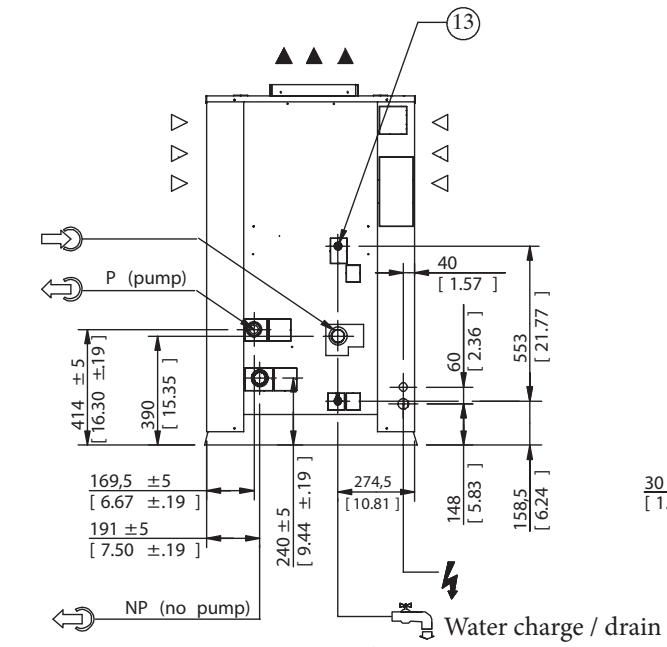 13
P (pump)
40
[ 1.57 ]
414 ±5
[ 16.30 ±.19 ]
390
[ 15.35 ]
60
[ 2.36 ]
553
[ 21.77 ]
169,5 ±5
[ 6.67 ±.19 ]
191 ±5
[ 7.50 ±.19 ]
240 ±5
[ 9.44 ±.19 ]
274,5
[ 10.81 ]
148
[ 5.83 ]
158,5
[ 6.24 ]
30
[ 1.
NP (no pump)
Water charge / drain